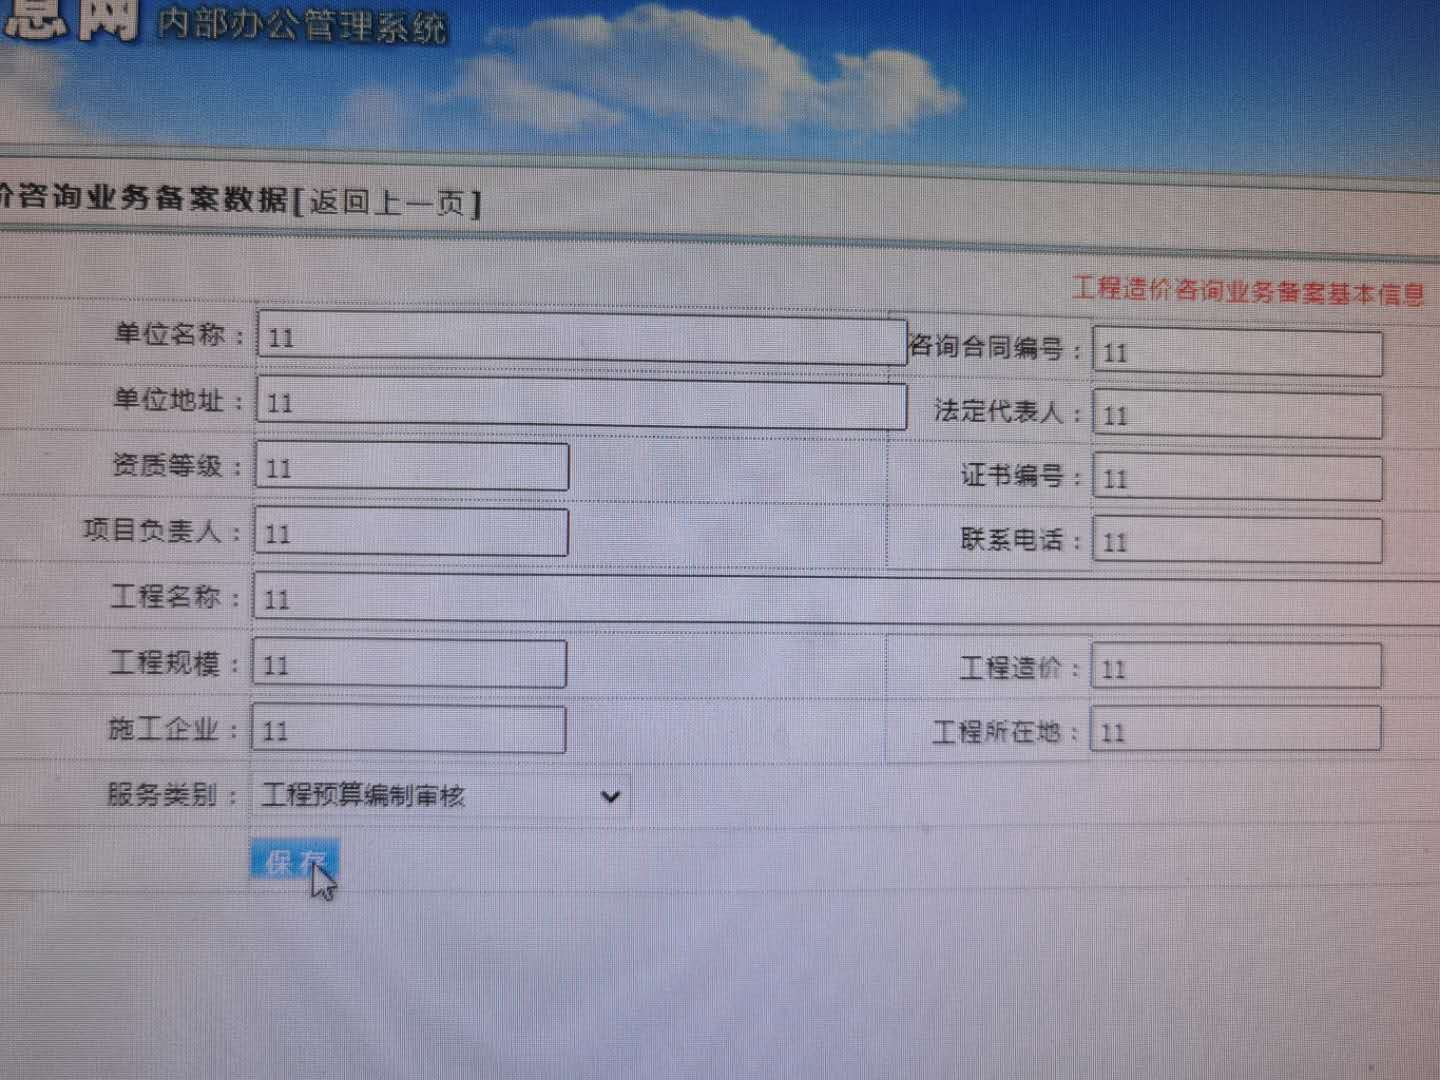 息网 内部办公管理系统
价咨询业务备案数据[返回上一页]
工程造价咨询业务备案基本信息
单位名称： 11 咨询合同编号： 11
单位地址： 11 法定代表人： 11
资质等级： 11 证书编号： 11
项目负责人： 11 联系电话： 11
工程名称： 11
工程规模： 11 工程造价： 11
施工企业： 11 工程所在地： 11
服务类别： 工程预算编制审核
保存